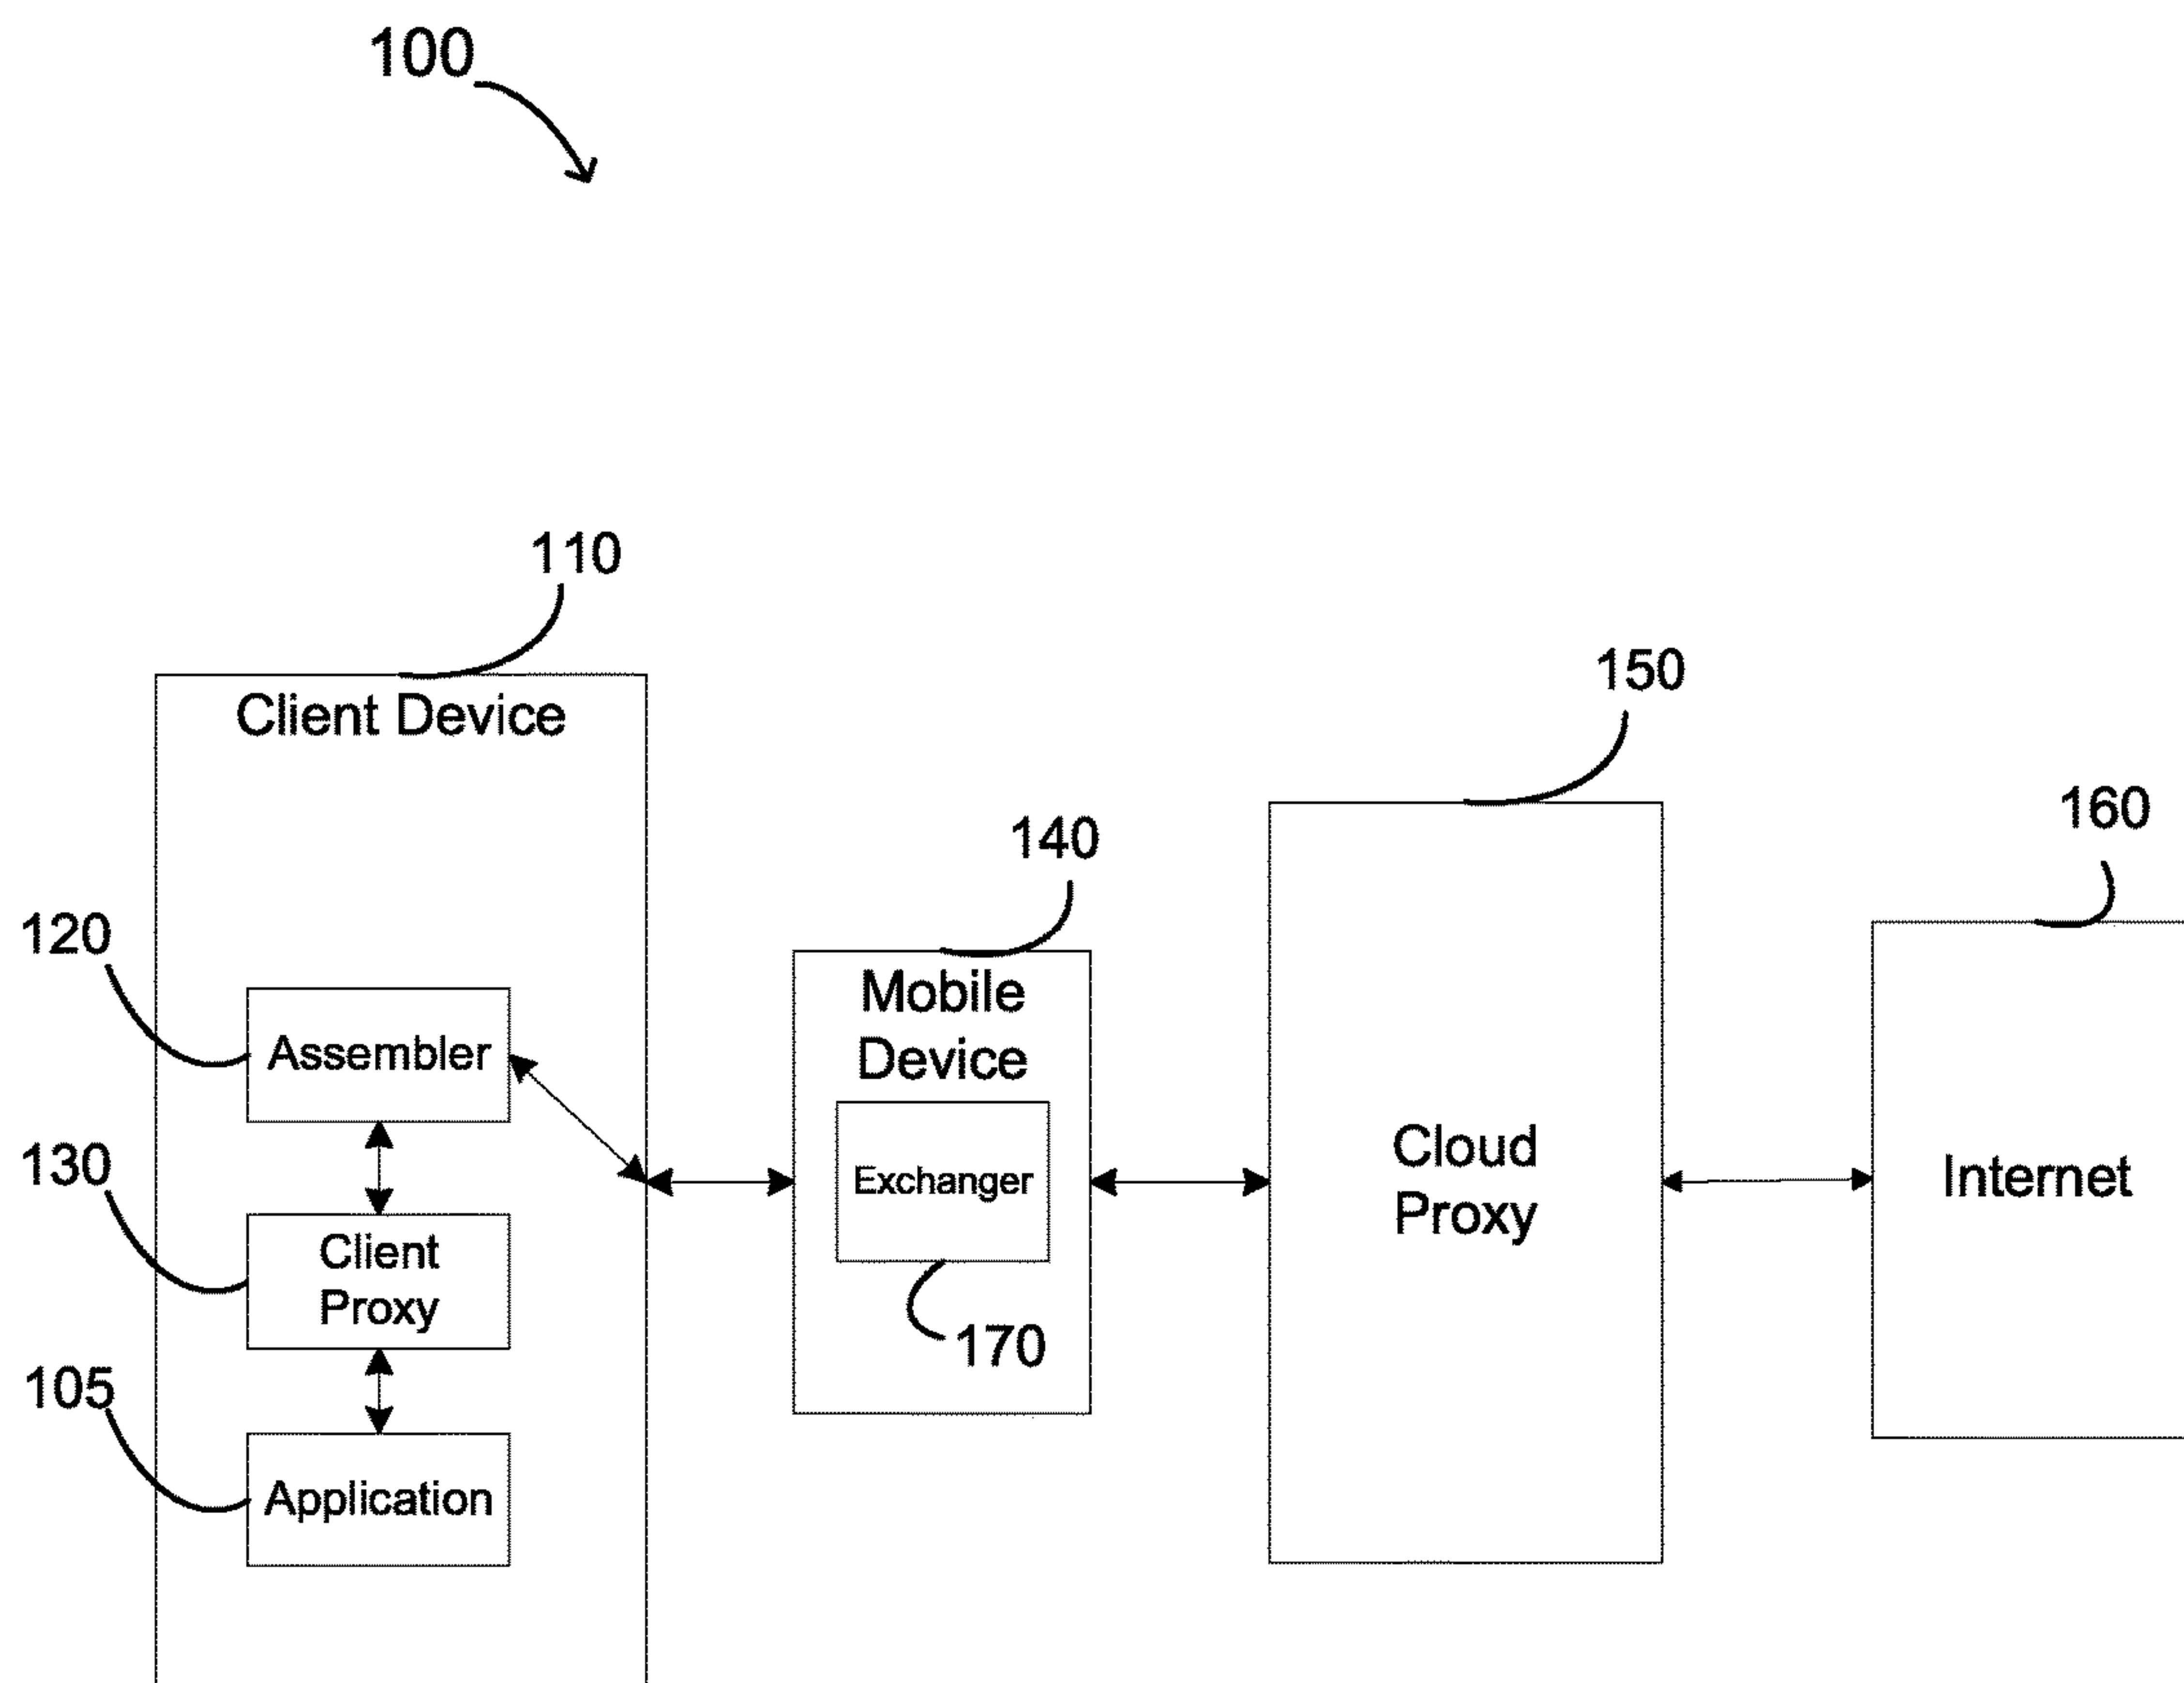 100
110
Client Device
150
160
140
120
Mobile
Device
Assembler
Cloud
Proxy
130
Exchanger
Internet
Client
Proxy
170
105
Application